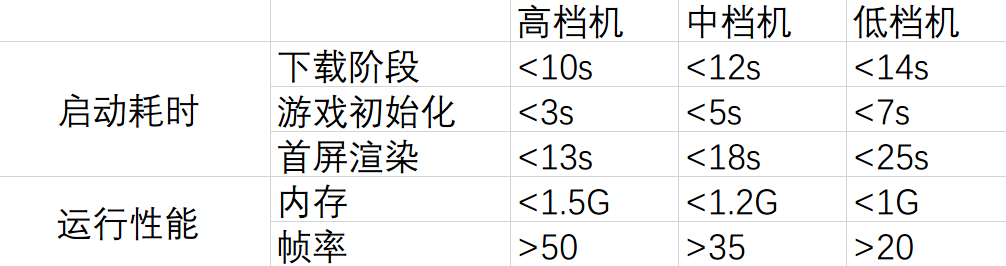 高档机 中档机 低档机
启动耗时
下载阶段 <10s <12s <14s
游戏初始化 <3s <5s <7s
首屏渲染 <13s <18s <25s
运行性能
内存 <1.5G <1.2G <1G
帧率 >50 >35 >20